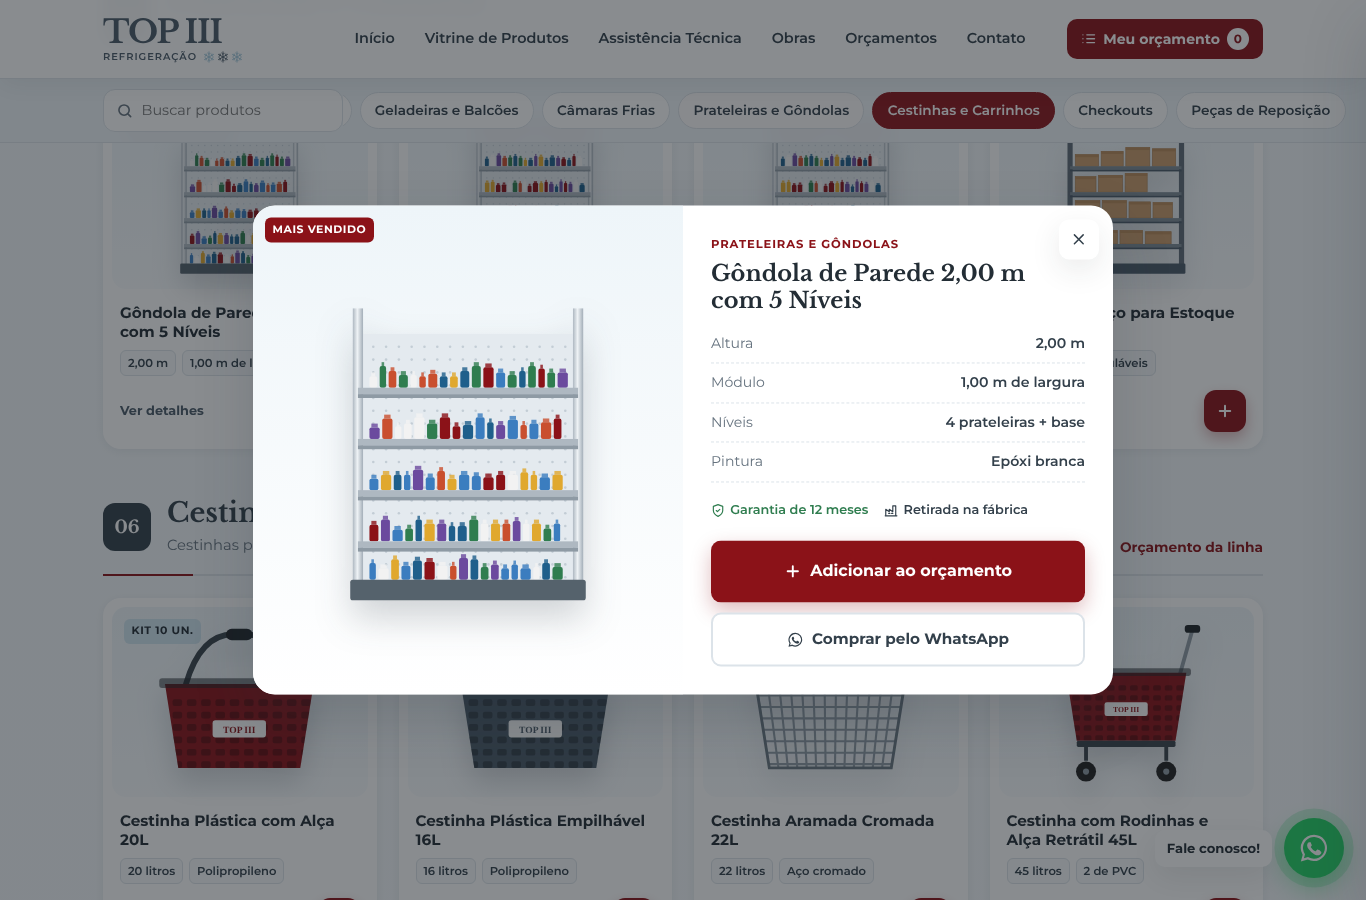 TOP III
REFRIGERAÇÃO
Início
Vitrine de Produtos
Assistência Técnica
Obras
Orçamentos
Contato
Meu orçamento 0
Buscar produtos
Geladeiras e Balcões
Câmaras Frias
Prateleiras e Gôndolas
Cestinhas e Carrinhos
Checkouts
Peças de Reposição
MAIS VENDIDO
PRATELEIRAS E GÔNDOLAS
Gôndola de Parede 2,00 m
com 5 Níveis
Altura 2,00 m
Módulo 1,00 m de largura
Níveis 4 prateleiras + base
Pintura Epóxi branca
Garantia de 12 meses
Retirada na fábrica
Adicionar ao orçamento
Comprar pelo WhatsApp
Gôndola de Pare
com 5 Níveis
2,00 m
1,00 m de l
Ver detalhes
o para Estoque
06
Cestin
Cestinhas p
Orçamento da linha
KIT 10 UN.
TOP III
TOP III
TOP III
Cestinha Plástica com Alça
20L
20 litros
Polipropileno
Cestinha Plástica Empilhável
16L
16 litros
Polipropileno
Cestinha Aramada Cromada
22L
22 litros
Aço cromado
Cestinha com Rodinhas e
Alça Retrátil 45L
45 litros
2 de PVC
Fale conosco!